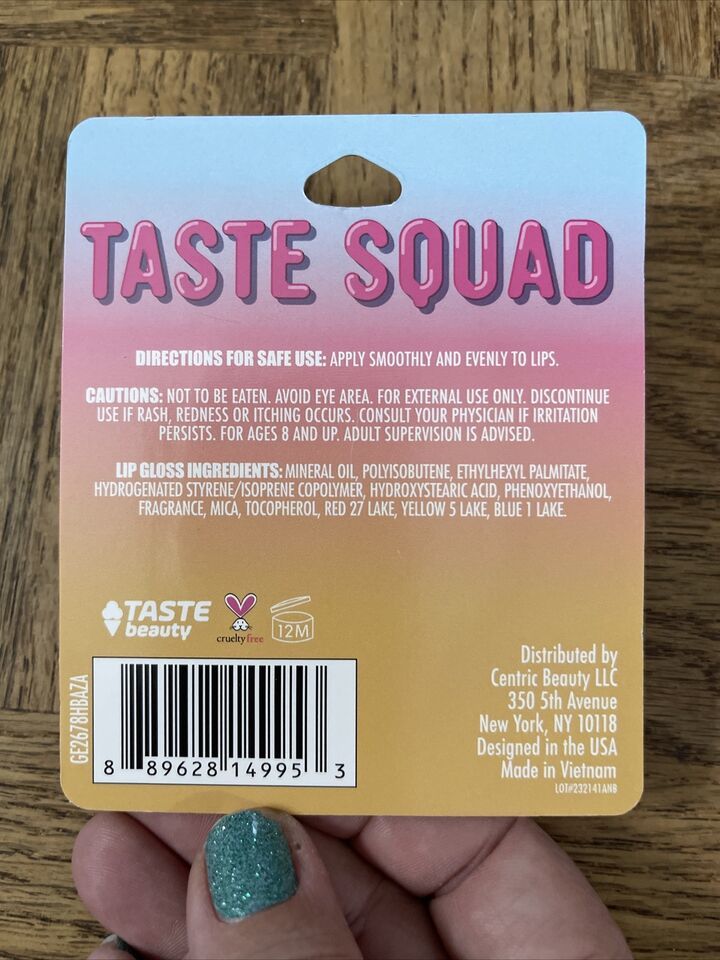 TASTE SQUAD
DIRECTIONS FOR SAFE USE: APPLY SMOOTHLY AND EVENLY TO LIPS.
CAUTIONS: NOT TO BE EATEN. AVOID EYE AREA. FOR EXTERNAL USE ONLY. DISCONTINUE
USE IF RASH, REDNESS OR ITCHING OCCURS. CONSULT YOUR PHYSICIAN IF IRRITATION
PERSISTS. FOR AGES 8 AND UP. ADULT SUPERVISION IS ADVISED.
LIP GLOSS INGREDIENTS: MINERAL OIL, POLYISOBUTENE, ETHYLHEXYL PALMITATE,
HYDROGENATED STYRENE/ISOPRENE COPOLYMER, HYDROXYSTEARIC ACID, PHENOXYETHANOL,
FRAGRANCE, MICA, TOCOPHEROL, RED 27 LAKE, YELLOW 5 LAKE, BLUE 1 LAKE.
TASTE
beauty
crueltyfree
12M
GE2678HBAZA
8 89628 14995 3
Distributed by
Centric Beauty LLC
350 5th Avenue
New York, NY 10118
Designed in the USA
Made in Vietnam
LOT#232141ANB